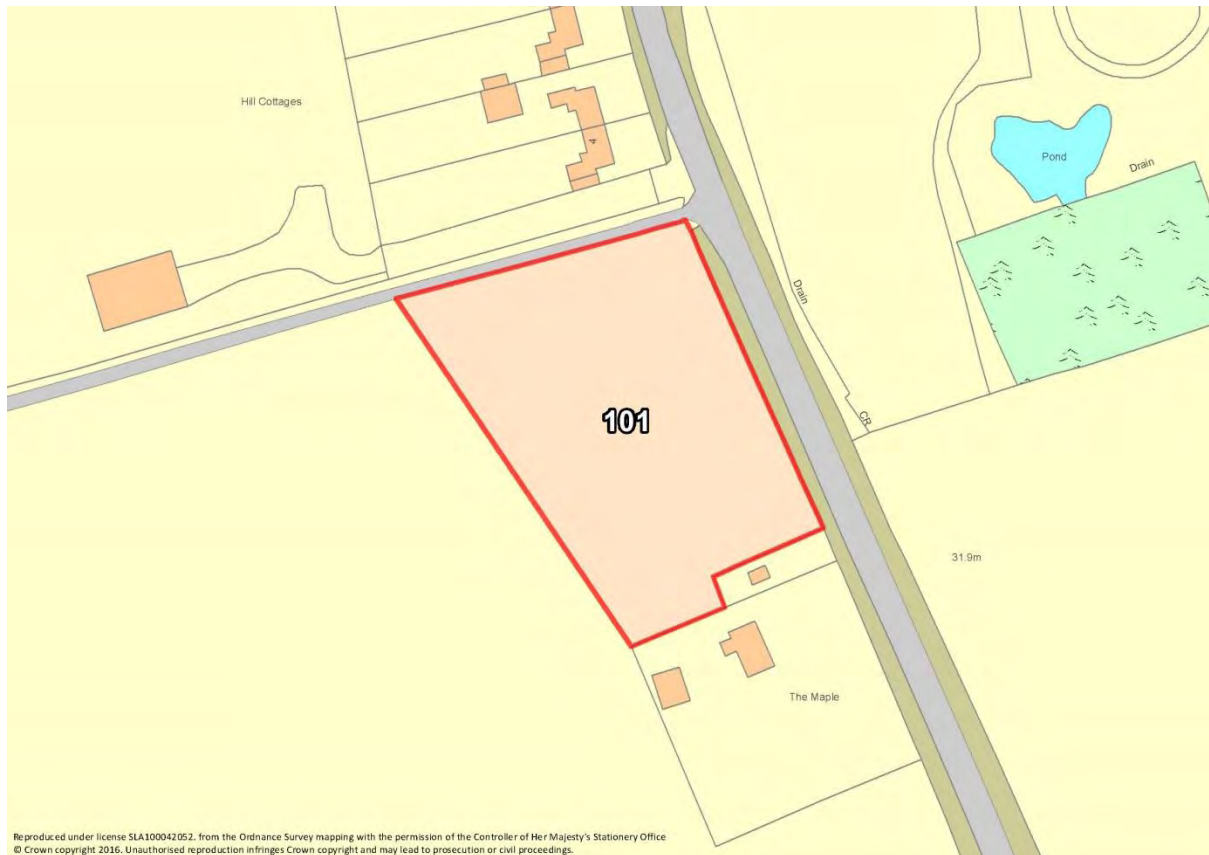 Hill Cottages
4
Pond
Drain
Drain
101
CR
31.9m
The Maple
Reproduced under license SLA100042052. from the Ordnance Survey mapping with the permission of the Controller of Her Majesty's Stationery Office
© Crown copyright 2016. Unauthorised reproduction infringes Crown copyright and may lead to prosecution or civil proceedings.